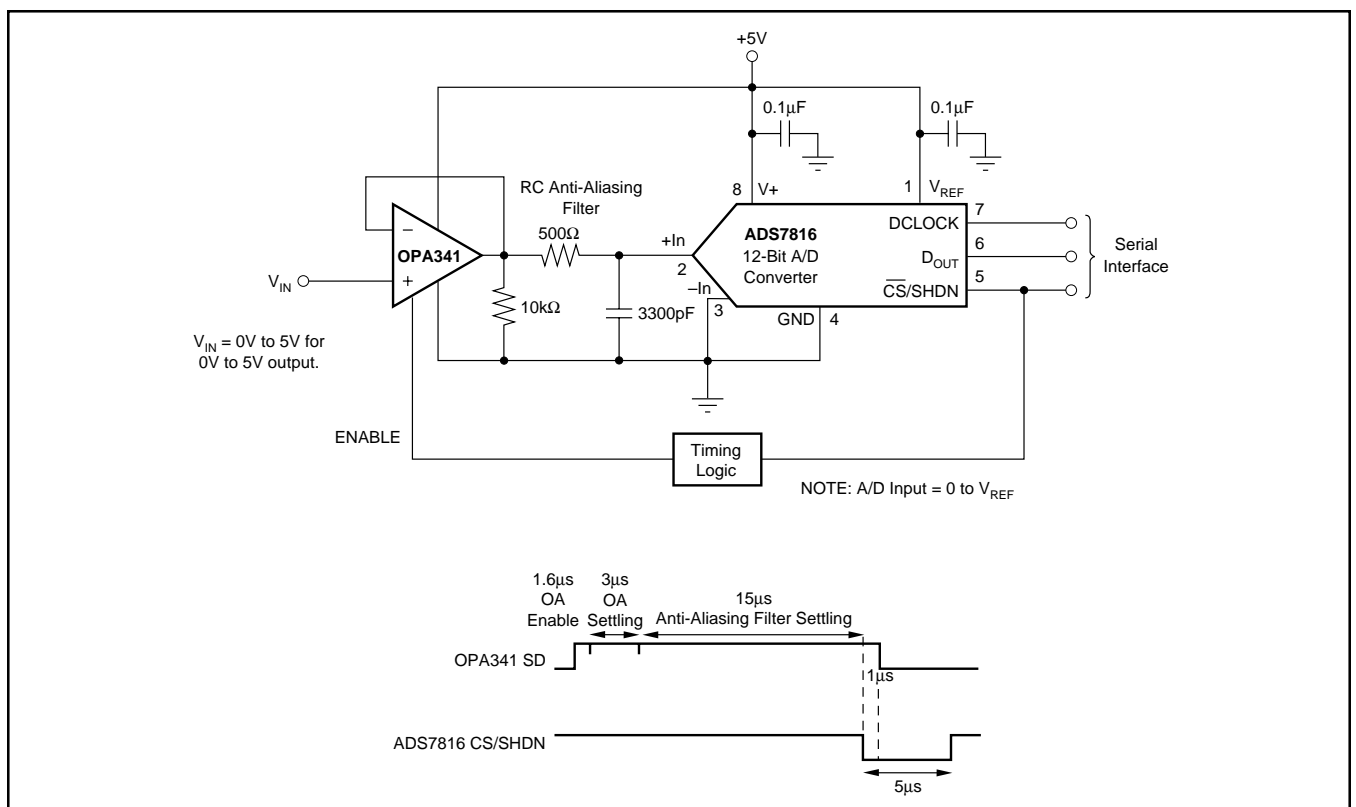 +5V
0.1µF
0.1µF
RC Anti-Aliasing
Filter
500Ω
8
V+
1
VREF
–
OPA341
+
VIN
+In
2
–In
3
ADS7816
12-Bit A/D
Converter
DCLOCK
7
DOUT
6
CS/SHDN
5
Serial
Interface
GND
4
10kΩ
3300pF
VIN = 0V to 5V for
0V to 5V output.
ENABLE
Timing
Logic
NOTE: A/D Input = 0 to VREF
1.6µs
OA
Enable
3µs
OA
Settling
15µs
Anti-Aliasing Filter Settling
OPA341 SD
1µs
ADS7816 CS/SHDN
5µs